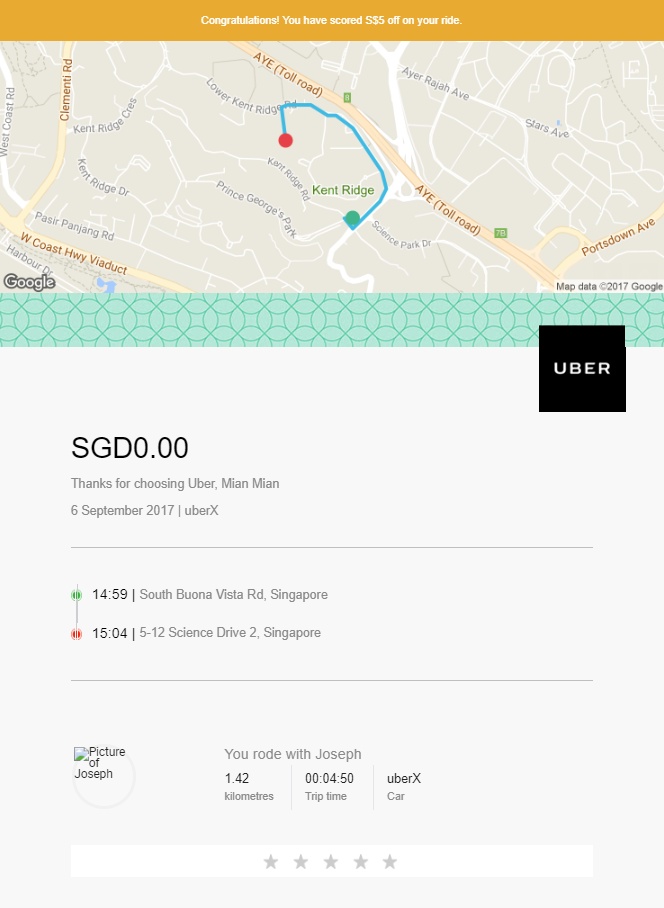 Congratulations! You have scored S$5 off on your ride.
AYE (Toll road)
Ayer Rajah Ave
Clementi Rd
West Coast Rd
Lower Kent Ridge Rd
8
Kent Ridge Cres
Stars Ave
Kent Ridge Dr
Kent Ridge Rd
Prince George's Park
Kent Ridge
AYE (Toll road)
Pasir Panjang Rd
Science Park Dr
7B
Portsdown Ave
W Coast Hwy Viaduct
Harbour Dr
Google
Map data ©2017 Google
UBER
SGD0.00
Thanks for choosing Uber, Mian Mian
6 September 2017 | uberX
14:59 | South Buona Vista Rd, Singapore
15:04 | 5-12 Science Drive 2, Singapore
Picture
of
Joseph
You rode with Joseph
1.42 00:04:50 uberX
kilometres Trip time Car